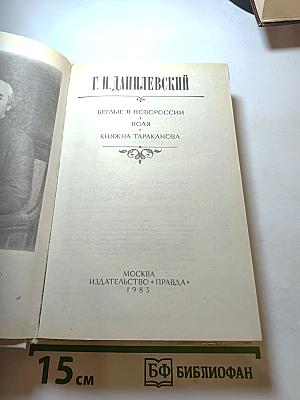 Г. П. ДАНИЛЕВСКИЙ
БЕГЛЫЕ В НОВОРОССИИ
ВОЛЯ
КНЯЖНА ТАРАКАНОВА
МОСКВА
ИЗДАТЕЛЬСТВО «ПРАВДА»
1983
15 см
БФ БИБЛИОФАН